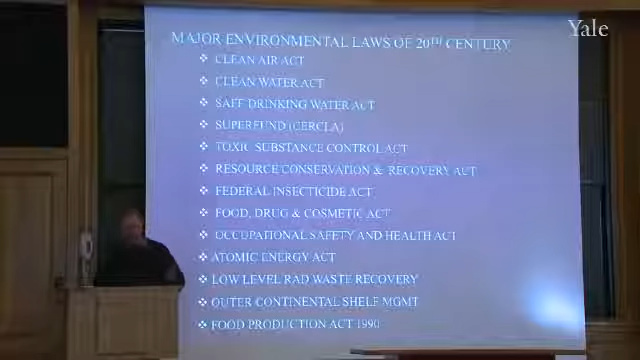 Yale
MAJOR ENVIRONMENTAL LAWS OF 20TH CENTURY
❖ CLEAN AIR ACT
❖ CLEAN WATER ACT
❖ SAFE DRINKING WATER ACT
❖ SUPERFUND (CERCLA)
❖ TOXIC SUBSTANCE CONTROL ACT
❖ RESOURCE CONSERVATION & RECOVERY ACT
❖ FEDERAL INSECTICIDE ACT
❖ FOOD, DRUG & COSMETIC ACT
❖ OCCUPATIONAL SAFETY AND HEALTH ACT
❖ ATOMIC ENERGY ACT
❖ LOW LEVEL RAD WASTE RECOVERY
❖ OUTER CONTINENTAL SHELF MGMT
❖ FOOD PRODUCTION ACT 1990